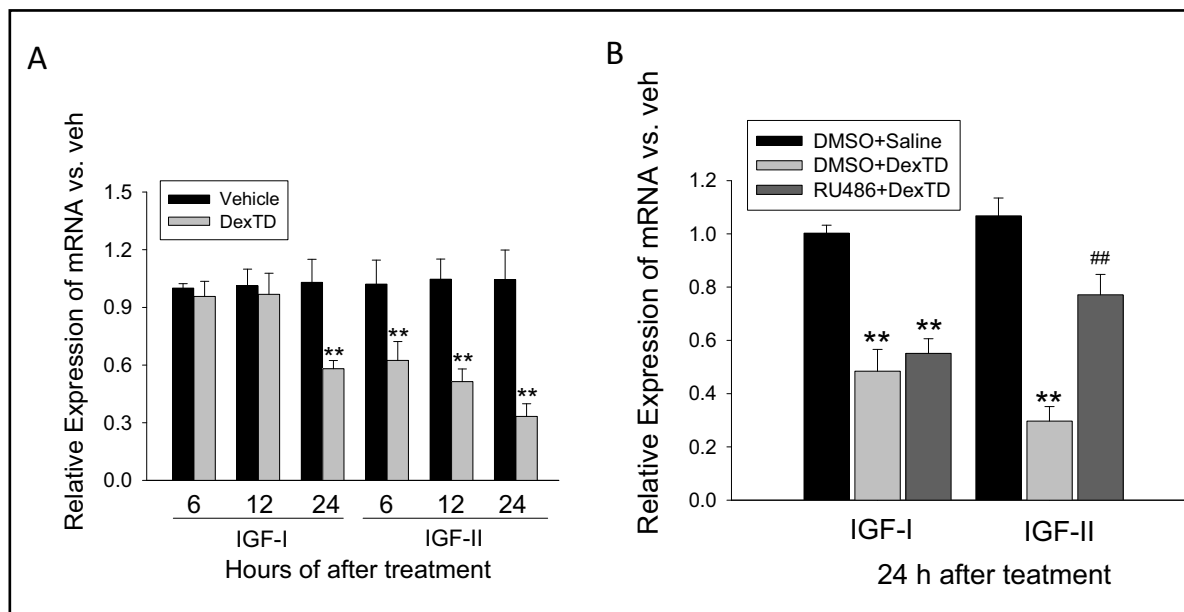 A
Relative Expression of mRNA vs. veh
Vehicle
DexTD
1.5
1.2
0.9
0.6
0.3
0.0
**
**
**
**
6 12 24 6 12 24
IGF-I IGF-II
Hours of after treatment
B
Relative Expression of mRNA vs. veh
DMSO+Saline
DMSO+DexTD
RU486+DexTD
1.2
1.0
0.8
0.6
0.4
0.2
0.0
** ** ** ##
IGF-I IGF-II
24 h after teatment